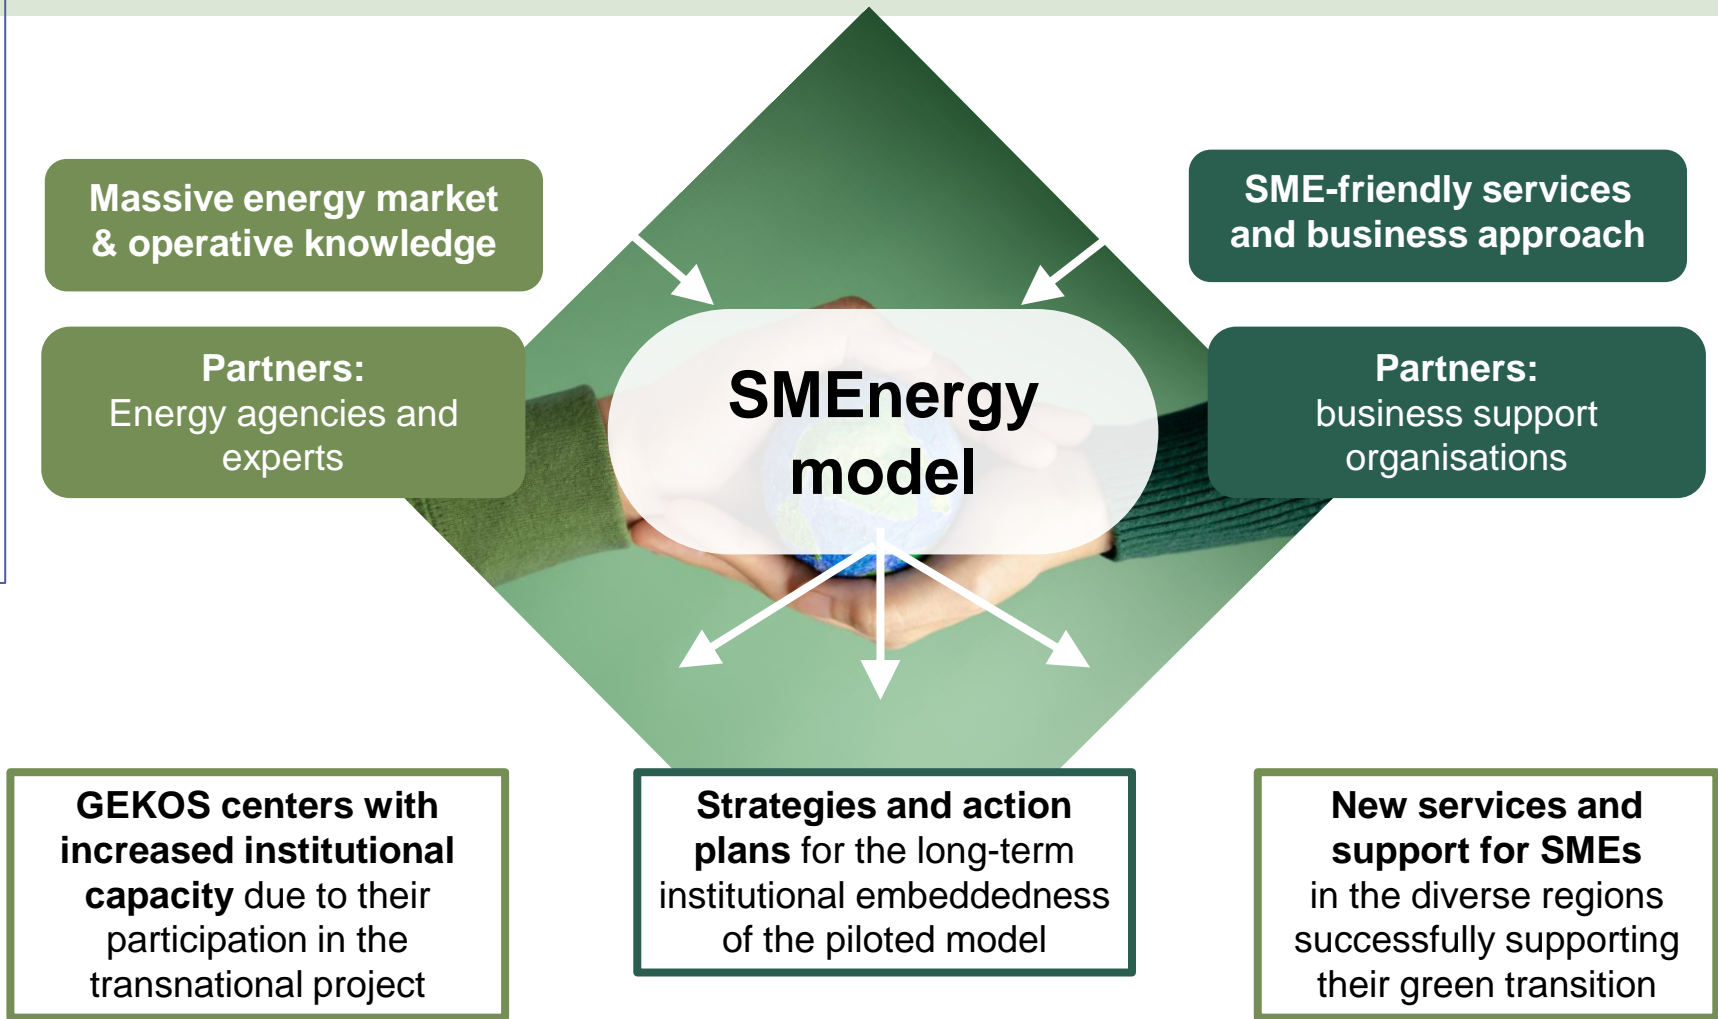 Massive energy market
& operative knowledge
SME-friendly services
and business approach
Partners:
Energy agencies and
experts
SMEnergy
model
Partners:
business support
organisations
GEKOS centers with
increased institutional
capacity due to their
participation in the
transnational project
Strategies and action
plans for the long-term
institutional embeddedness
of the piloted model
New services and
support for SMEs
in the diverse regions
successfully supporting
their green transition